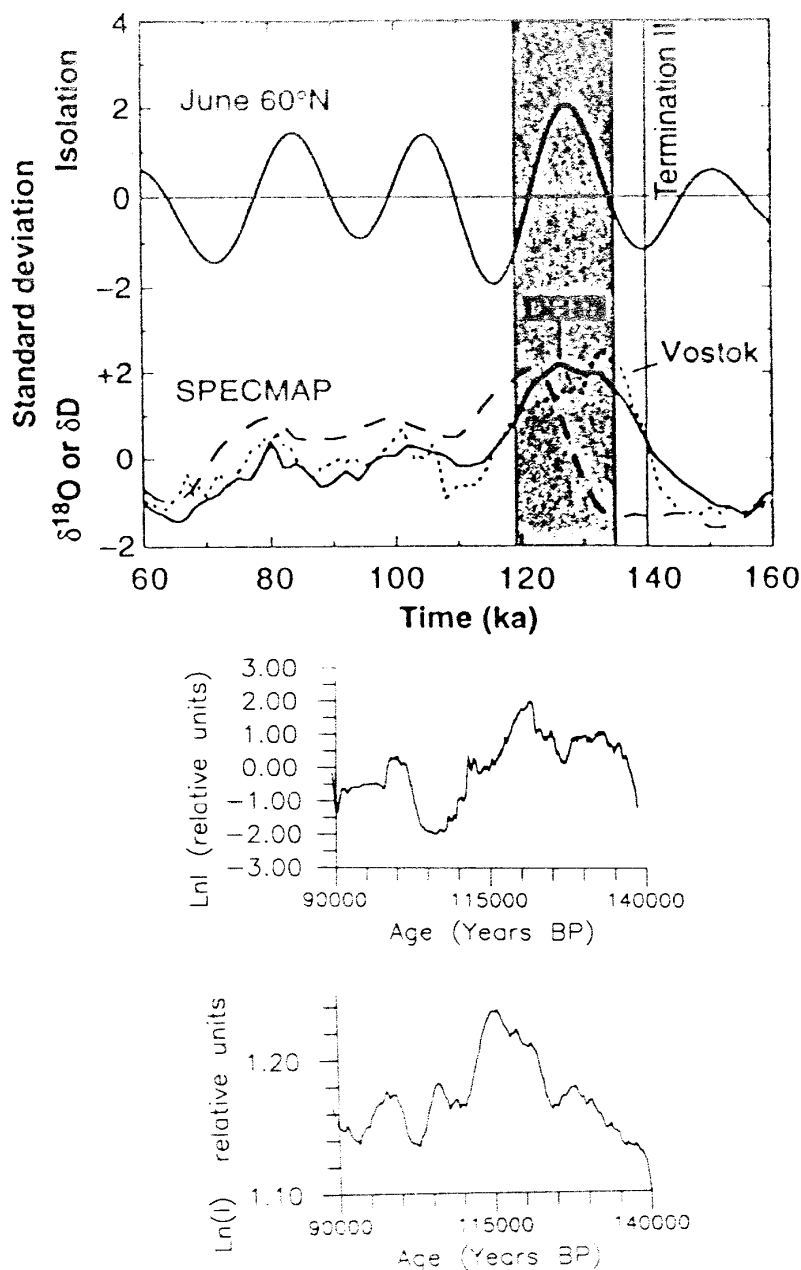 4
2
0
-2
+2
0
-2
Standard deviation
Isolation
δ18O or δD
June 60°N
Termination II
SPECMAP
Vostok
60 80 100 120 140 160
Time (ka)
3.00
2.00
1.00
0.00
-1.00
-2.00
-3.00
LnI (relative units)
90000 115000 140000
Age (Years BP)
1.20
1.10
Ln(I) relative units
90000 115000 140000
Age (Years BP)